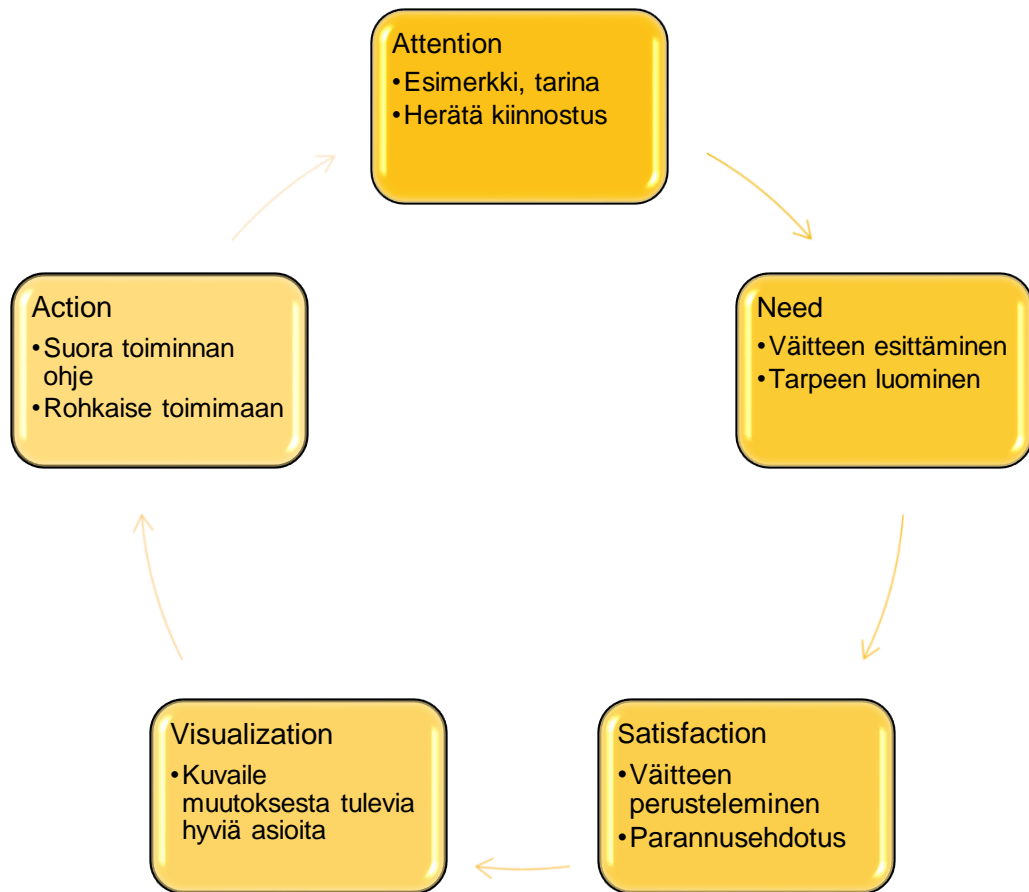 Attention
•Esimerkki, tarina
•Herätä kiinnostus
Need
•Väitteen esittäminen
•Tarpeen luominen
Satisfaction
•Väitteen
perusteleminen
•Parannusehdotus
Visualization
•Kuvaile
muutoksesta tulevia
hyviä asioita
Action
•Suora toiminnan
ohje
•Rohkaise toimimaan